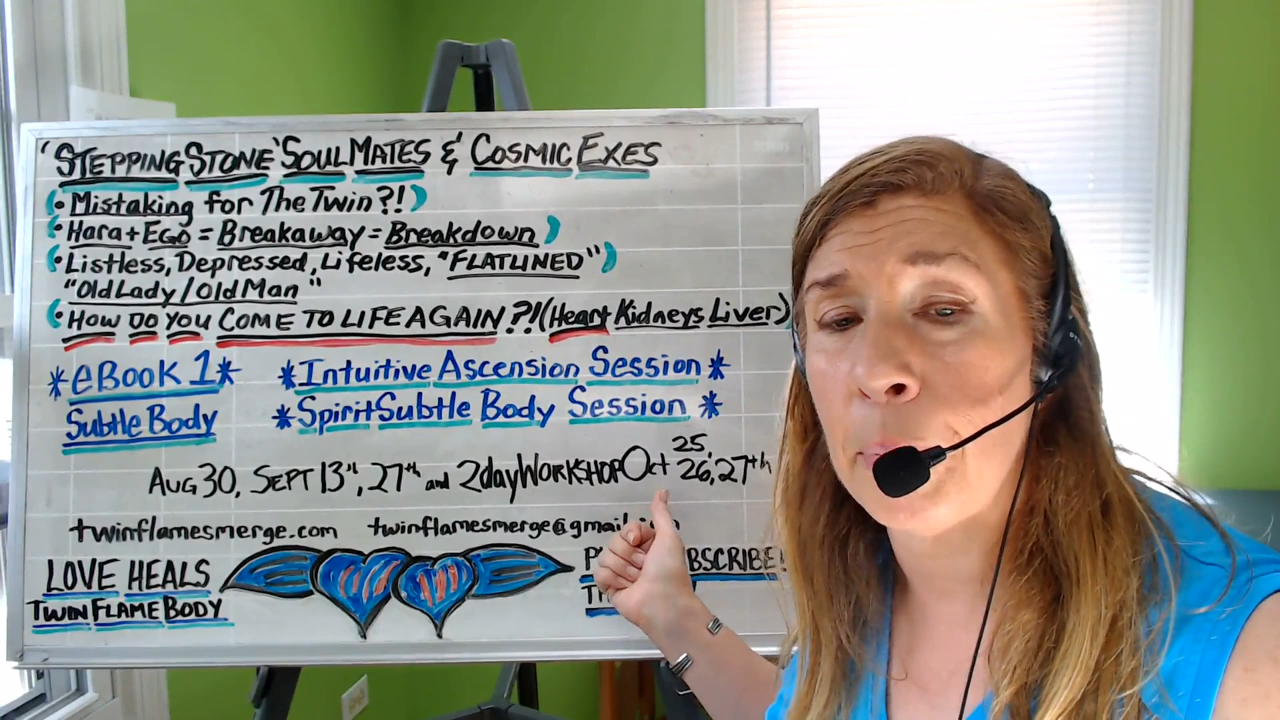 'STEPPING STONE' SOUL MATES & COSMIC EXES
(• Mistaking for The Twin?!)
(• Hara + EGO = Breakaway = Breakdown)
(• Listless, Depressed, Lifeless, "FLATLINED")
"Old Lady / Old Man"
(• HOW DO YOU COME TO LIFE AGAIN?! (Heart Kidneys Liver)
*eBOOK 1*
Subtle Body
*Intuitive Ascension Session*
*Spirit Subtle Body Session*
25,
Aug 30, SEPT 13th, 27th and 2day WORKSHOP Oct 26, 27th
twinflamesmerge.com twinflamesmerge@gmail
LOVE HEALS
TWIN FLAME BODY